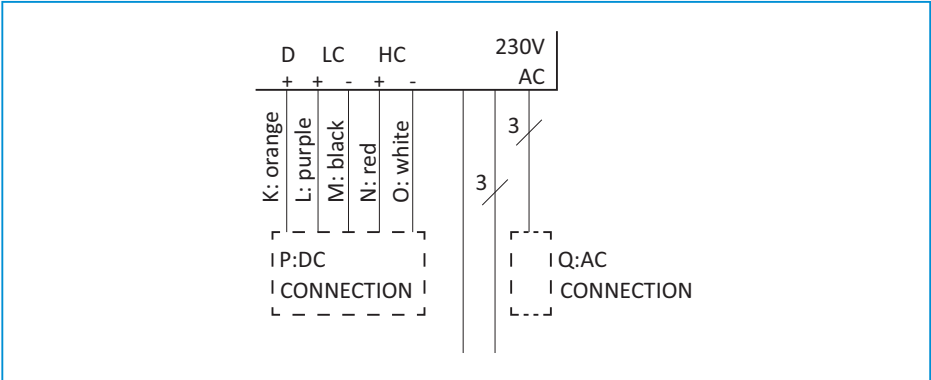 D LC HC
+ + - + -
230V
AC
K: orange
L: purple
M: black
N: red
O: white
3
3
P:DC
CONNECTION
Q:AC
CONNECTION